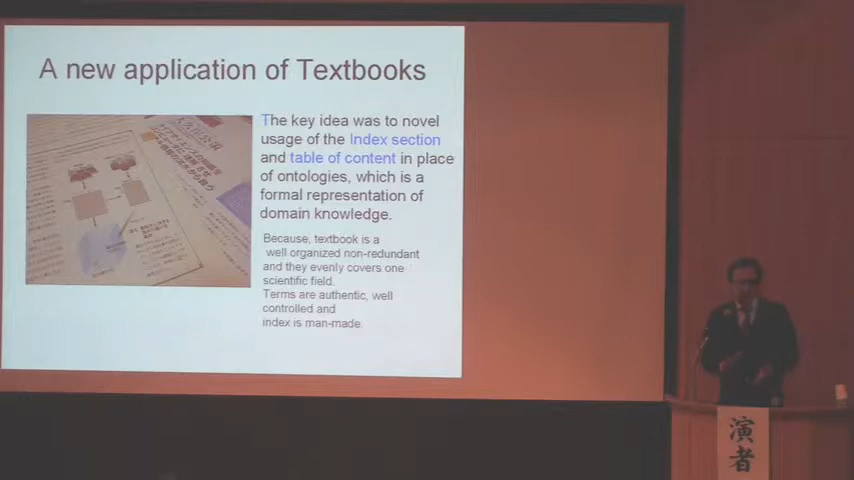 A new application of Textbooks
The key idea was to novel
usage of the Index section
and table of content in place
of ontologies, which is a
formal representation of
domain knowledge.
Because, textbook is a
well organized non-redundant
and they evenly covers one
scientific field.
Terms are authentic, well
controlled and
index is man-made.
演者